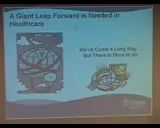 A Giant Leap Forward is Needed in
Healthcare
We've Come a Long Way ...
But There is More to do